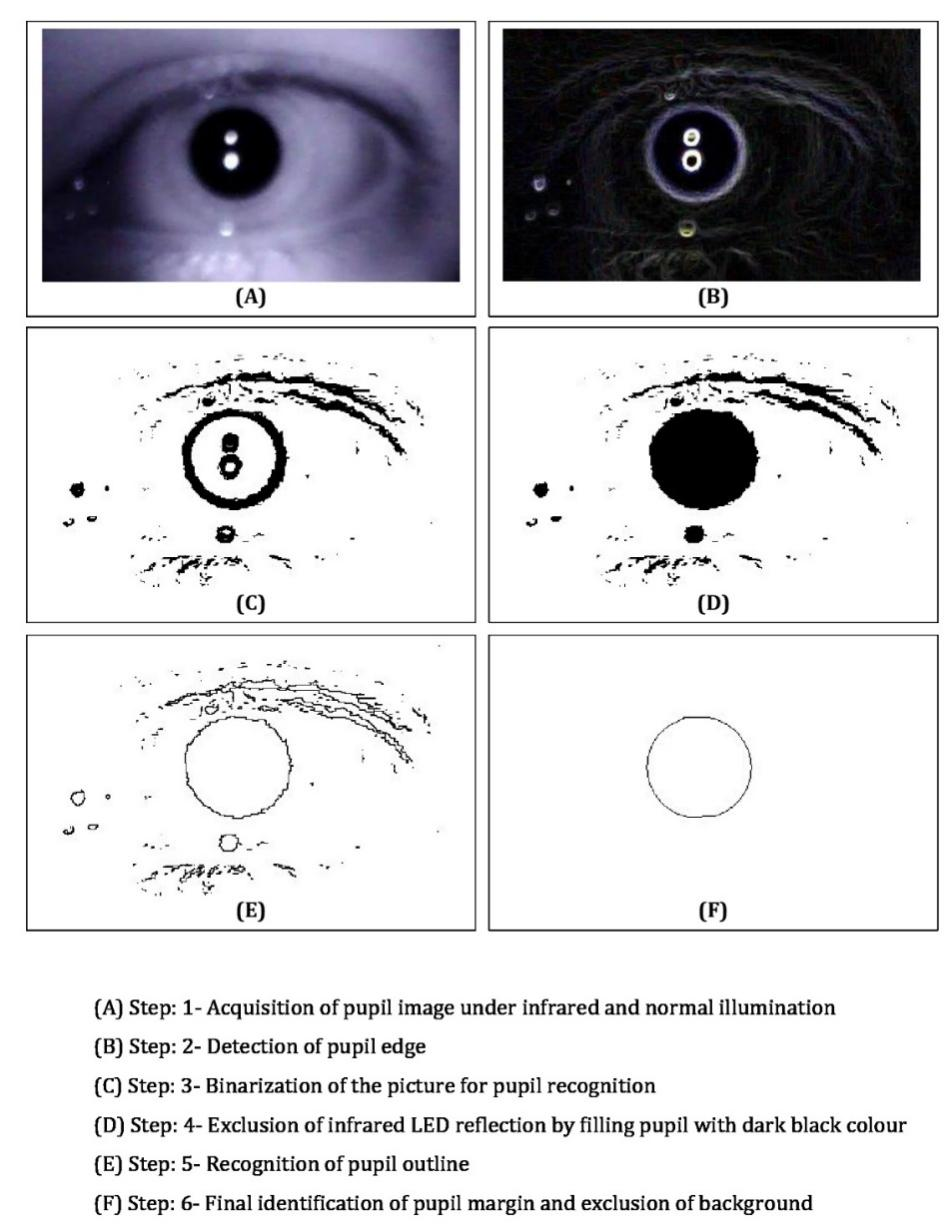 (A)
(B)
(C)
(D)
(E)
(F)
(A) Step: 1- Acquisition of pupil image under infrared and normal illumination
(B) Step: 2- Detection of pupil edge
(C) Step: 3- Binarization of the picture for pupil recognition
(D) Step: 4- Exclusion of infrared LED reflection by filling pupil with dark black colour
(E) Step: 5- Recognition of pupil outline
(F) Step: 6- Final identification of pupil margin and exclusion of background